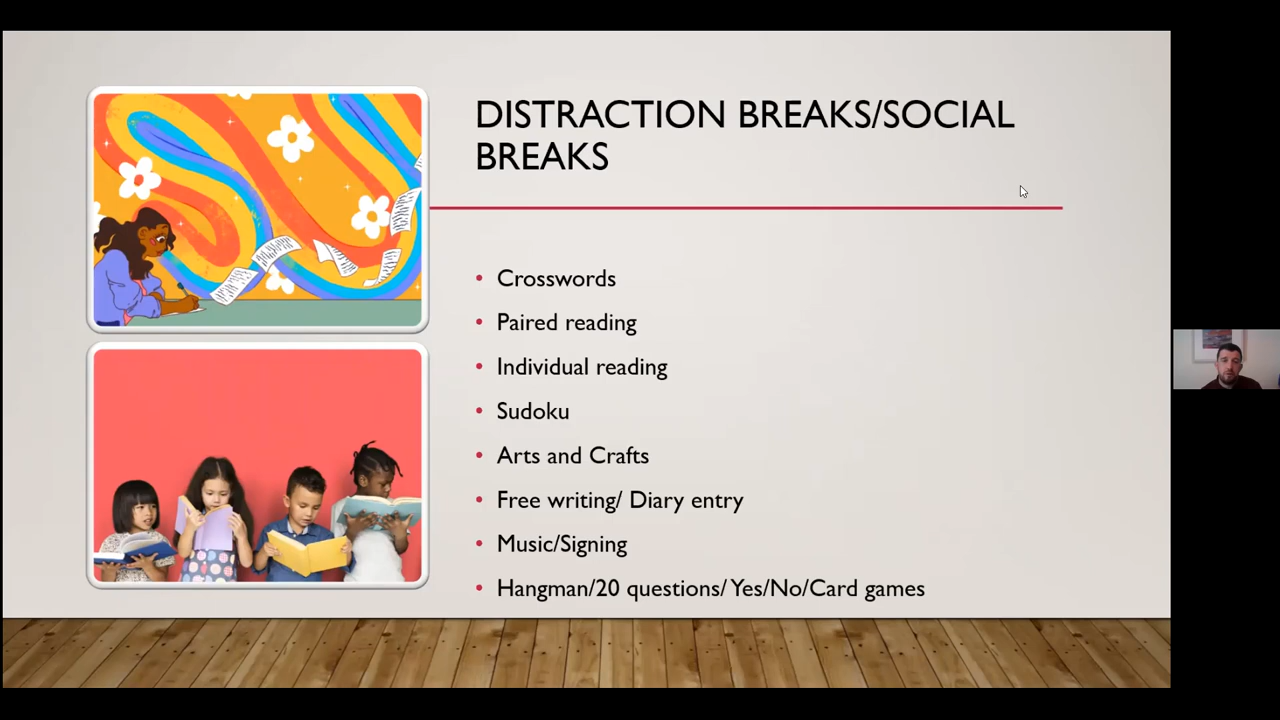 DISTRACTION BREAKS/SOCIAL
BREAKS
• Crosswords
• Paired reading
• Individual reading
• Sudoku
• Arts and Crafts
• Free writing/ Diary entry
• Music/Signing
• Hangman/20 questions/ Yes/No/Card games